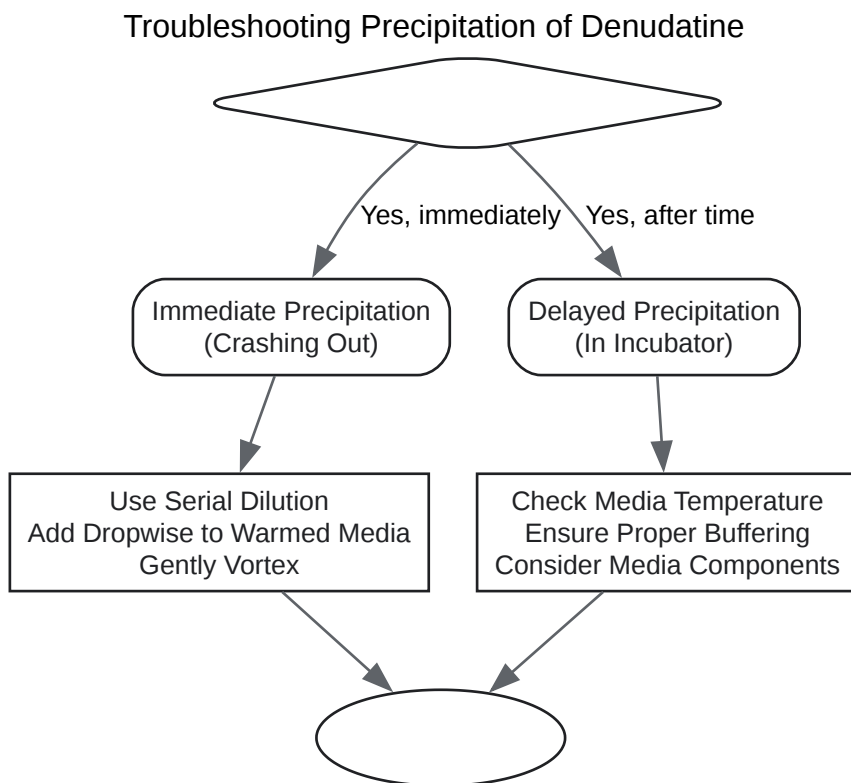 Troubleshooting Precipitation of Denudatine
Yes, immediately
Yes, after time
Immediate Precipitation
(Crashing Out)
Delayed Precipitation
(In Incubator)
Use Serial Dilution
Add Dropwise to Warmed Media
Gently Vortex
Check Media Temperature
Ensure Proper Buffering
Consider Media Components